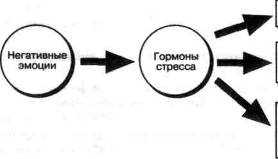 Негативные
эмоции
Гормоны
стресса